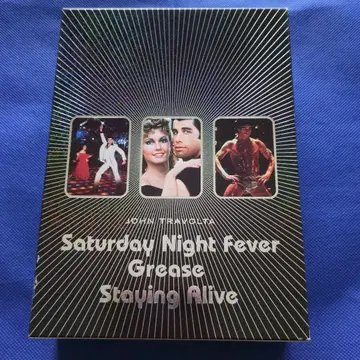 JOHN TRAVOLTA
Saturday Night Fever
Grease
Staying Alive